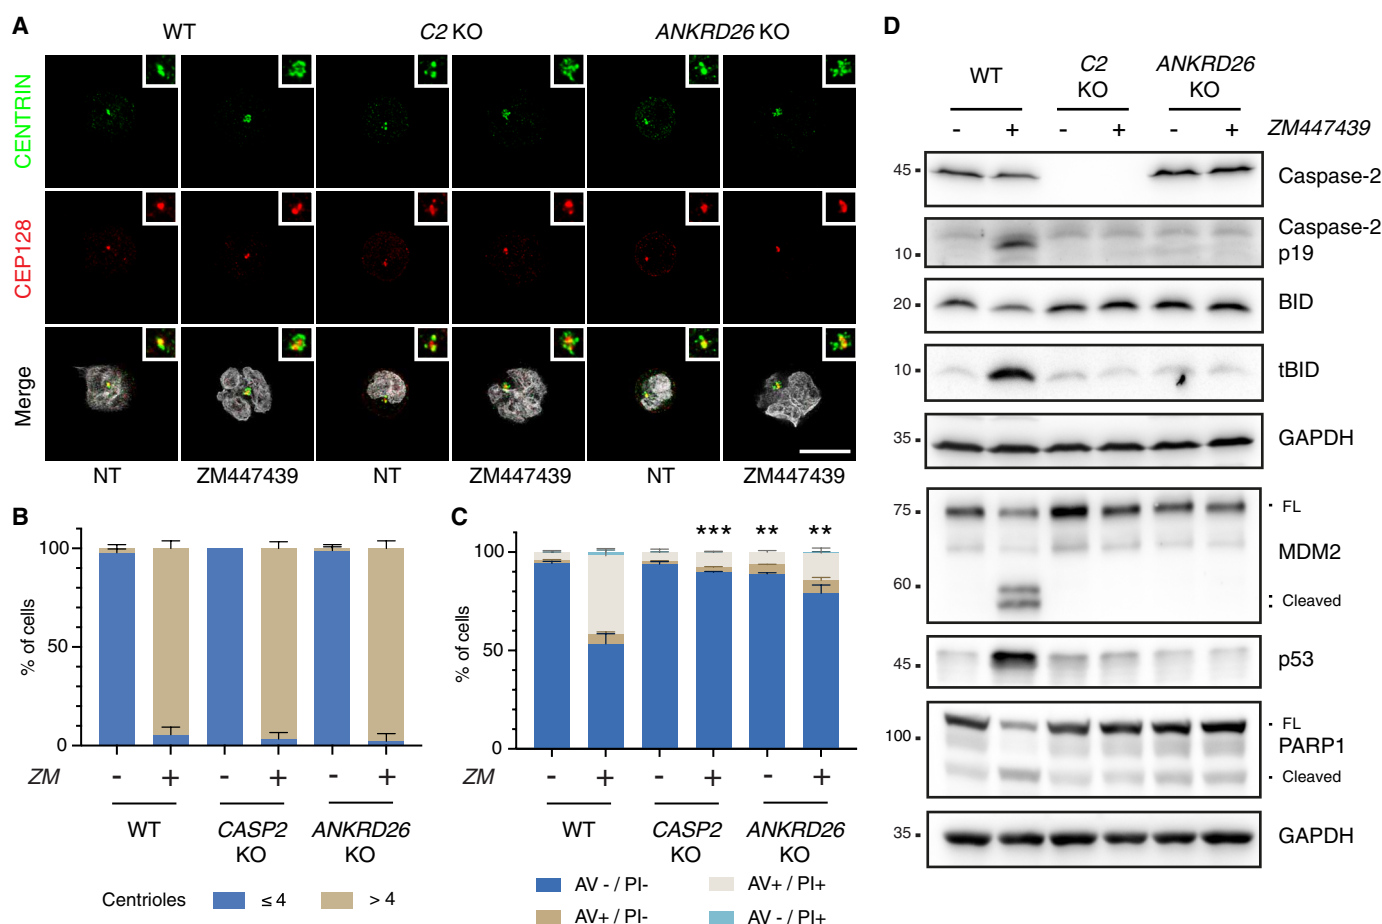 A
WT
C2 KO
ANKRD26 KO
CENTRIN
CEP128
Merge
NT
ZM447439
NT
ZM447439
NT
ZM447439
B
% of cells
100
50
0
ZM
- + - + - +
WT
CASP2
KO
ANKRD26
KO
Centrioles
≤ 4
> 4
C
% of cells
100
50
0
*** ** **
- + - + - +
WT
CASP2
KO
ANKRD26
KO
AV - / PI-
AV+ / PI+
AV+ / PI-
AV - / PI+
D
WT
C2
KO
ANKRD26
KO
- + - + - +
ZM447439
45
Caspase-2
10
Caspase-2
p19
20
BID
10
tBID
35
GAPDH
75
FL
MDM2
60
Cleaved
45
p53
FL
100
PARP1
Cleaved
35
GAPDH